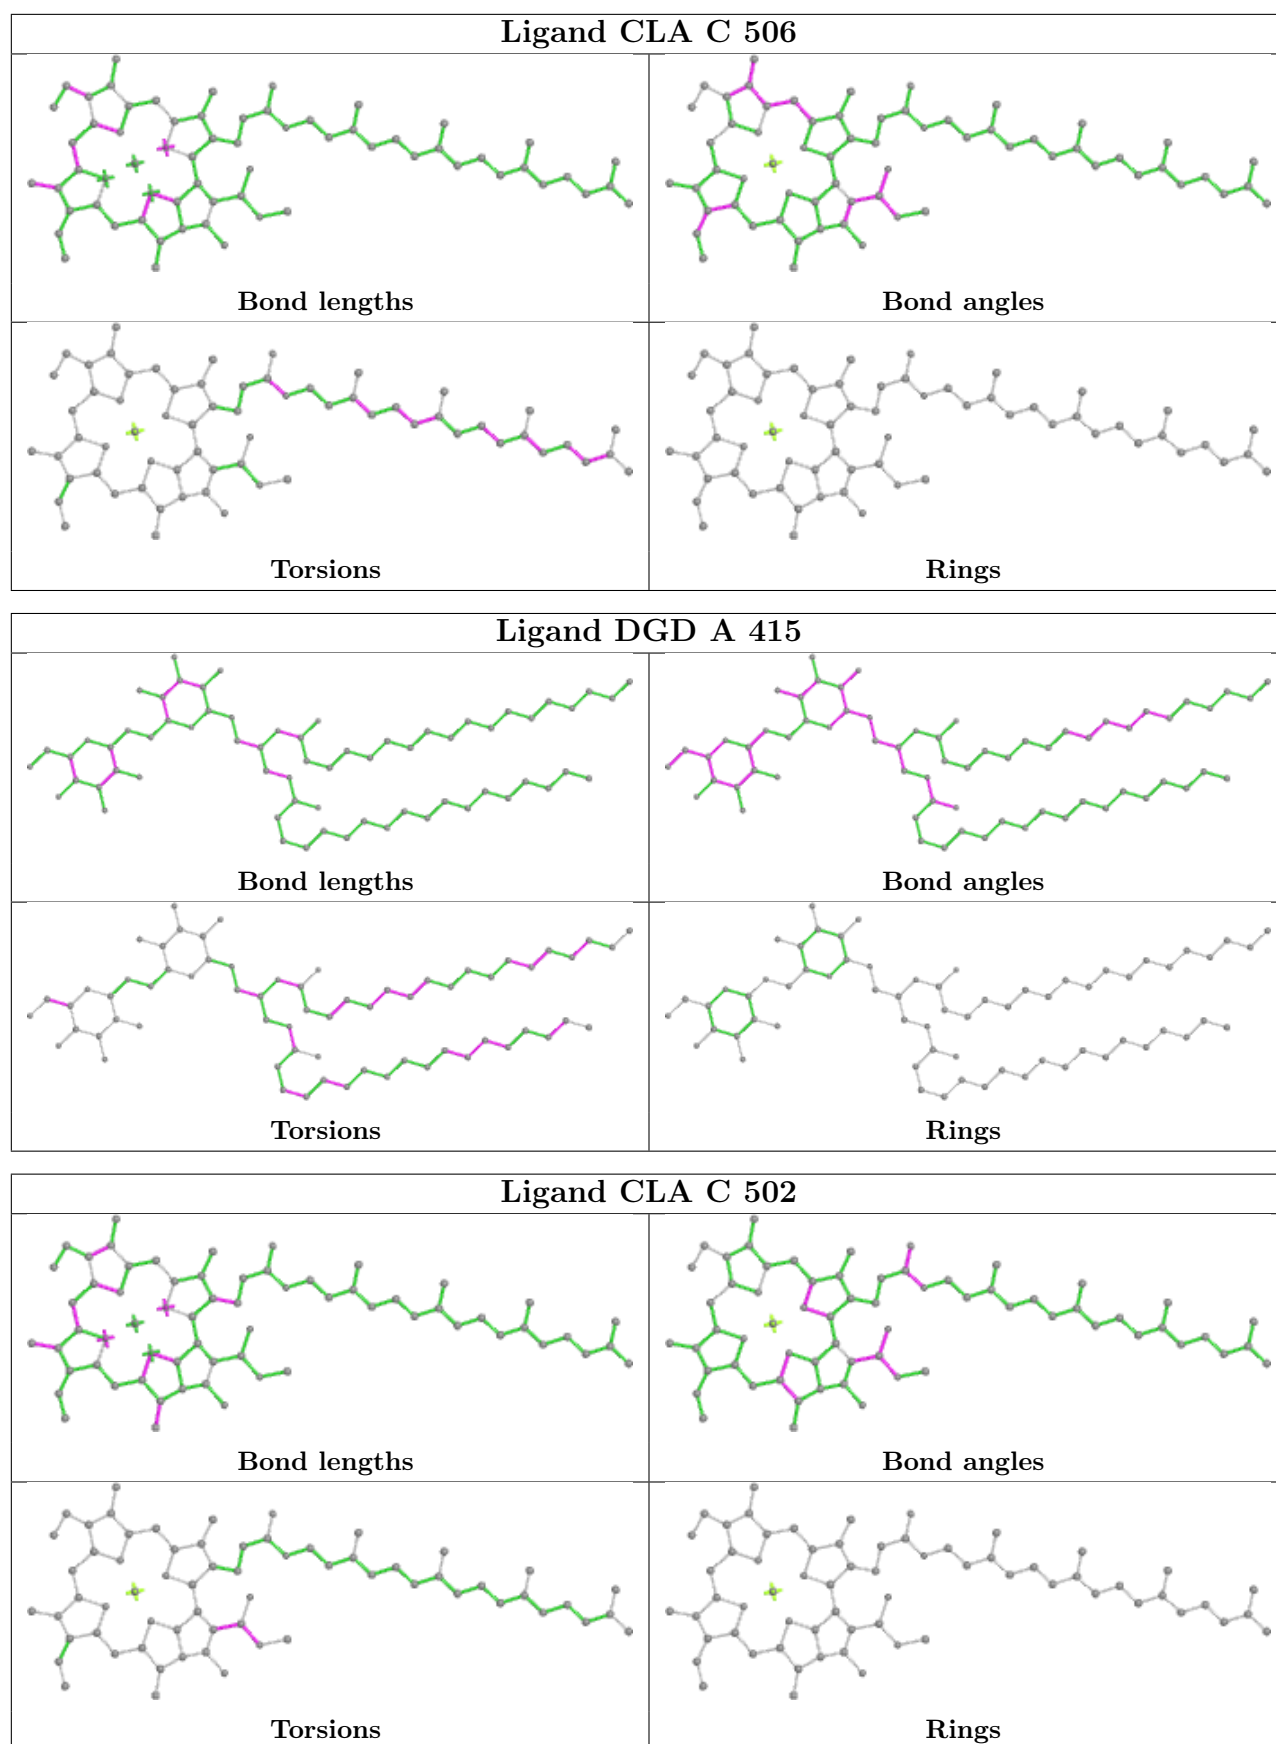 Ligand CLA C 506
Bond lengths
Bond angles
Torsions
Rings
Ligand DGD A 415
Bond lengths
Bond angles
Torsions
Rings
Ligand CLA C 502
Bond lengths
Bond angles
Torsions
Rings